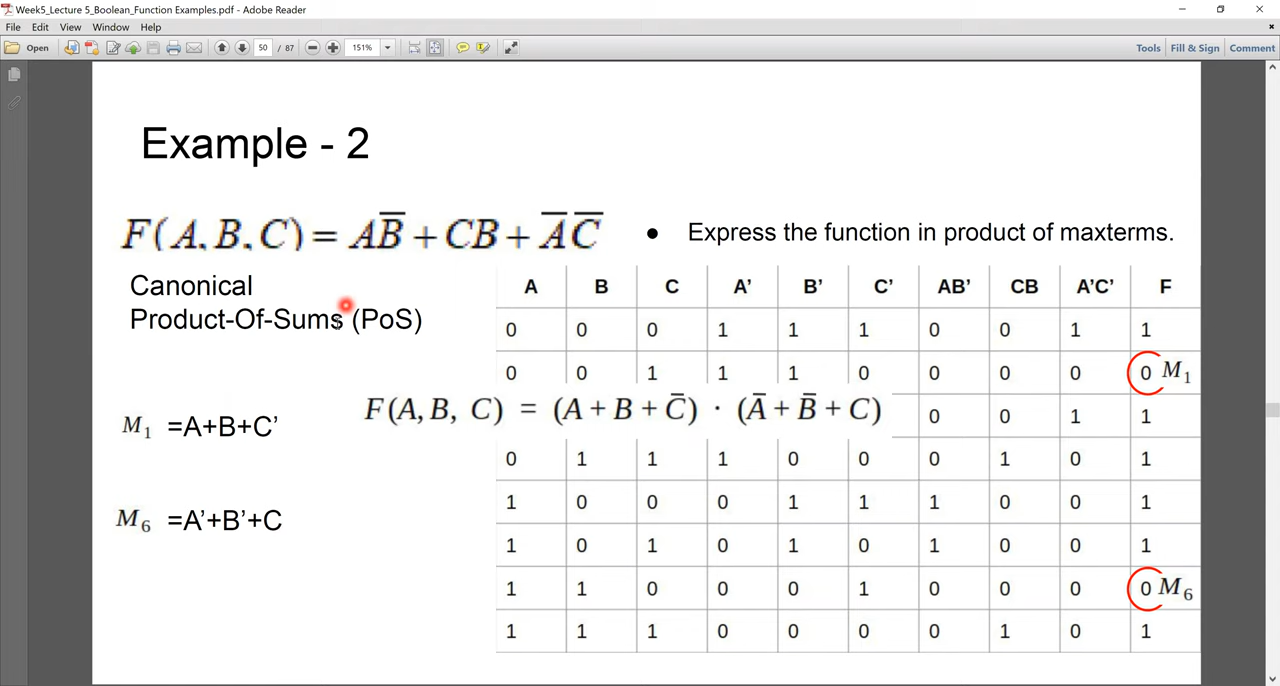 Week5_Lecture 5_Boolean_Function Examples.pdf - Adobe Reader
File Edit View Window Help
Open 50 / 87 151% Tools Fill & Sign Comment
Example - 2
F(A,B,C) = AB̅ + CB + A̅ C̅
● Express the function in product of maxterms.
Canonical
Product-Of-Sums (PoS)
A B C A’ B’ C’ AB’ CB A’C’ F
0 0 0 1 1 1 0 0 1 1
0 0 1 1 1 0 0 0 0 0 M₁
F(A, B, C) = (A + B + C̅) · (A̅ + B̅ + C)
0 0 1 1
M₁ =A+B+C’
0 1 1 1 0 0 0 1 0 1
1 0 0 0 1 1 1 0 0 1
M₆ =A’+B’+C
1 0 1 0 1 0 1 0 0 1
1 1 0 0 0 1 0 0 0 0 M₆
1 1 1 0 0 0 0 1 0 1